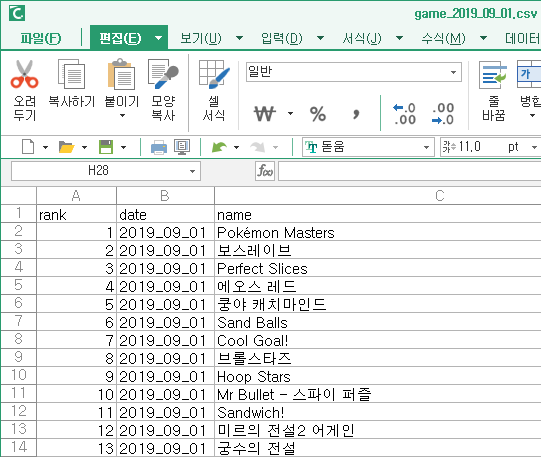 game_2019_09_01.csv
파일(F) 편집(E) 보기(U) 입력(D) 서식(J) 수식(M) 데이터
오려두기 복사하기 붙이기 모양 복사 셀 서식 일반 줄 바꿈 병합
₩ % , ←.0 .00 .00 →.0
돋움 가가 11.0 pt
H28
A B C
1 rank date name
2 1 2019_09_01 Pokémon Masters
3 2 2019_09_01 보스레이브
4 3 2019_09_01 Perfect Slices
5 4 2019_09_01 에오스 레드
6 5 2019_09_01 쿵야 캐치마인드
7 6 2019_09_01 Sand Balls
8 7 2019_09_01 Cool Goal!
9 8 2019_09_01 브롤스타즈
10 9 2019_09_01 Hoop Stars
11 10 2019_09_01 Mr Bullet - 스파이 퍼즐
12 11 2019_09_01 Sandwich!
13 12 2019_09_01 미르의 전설2 어게인
14 13 2019_09_01 궁수의 전설